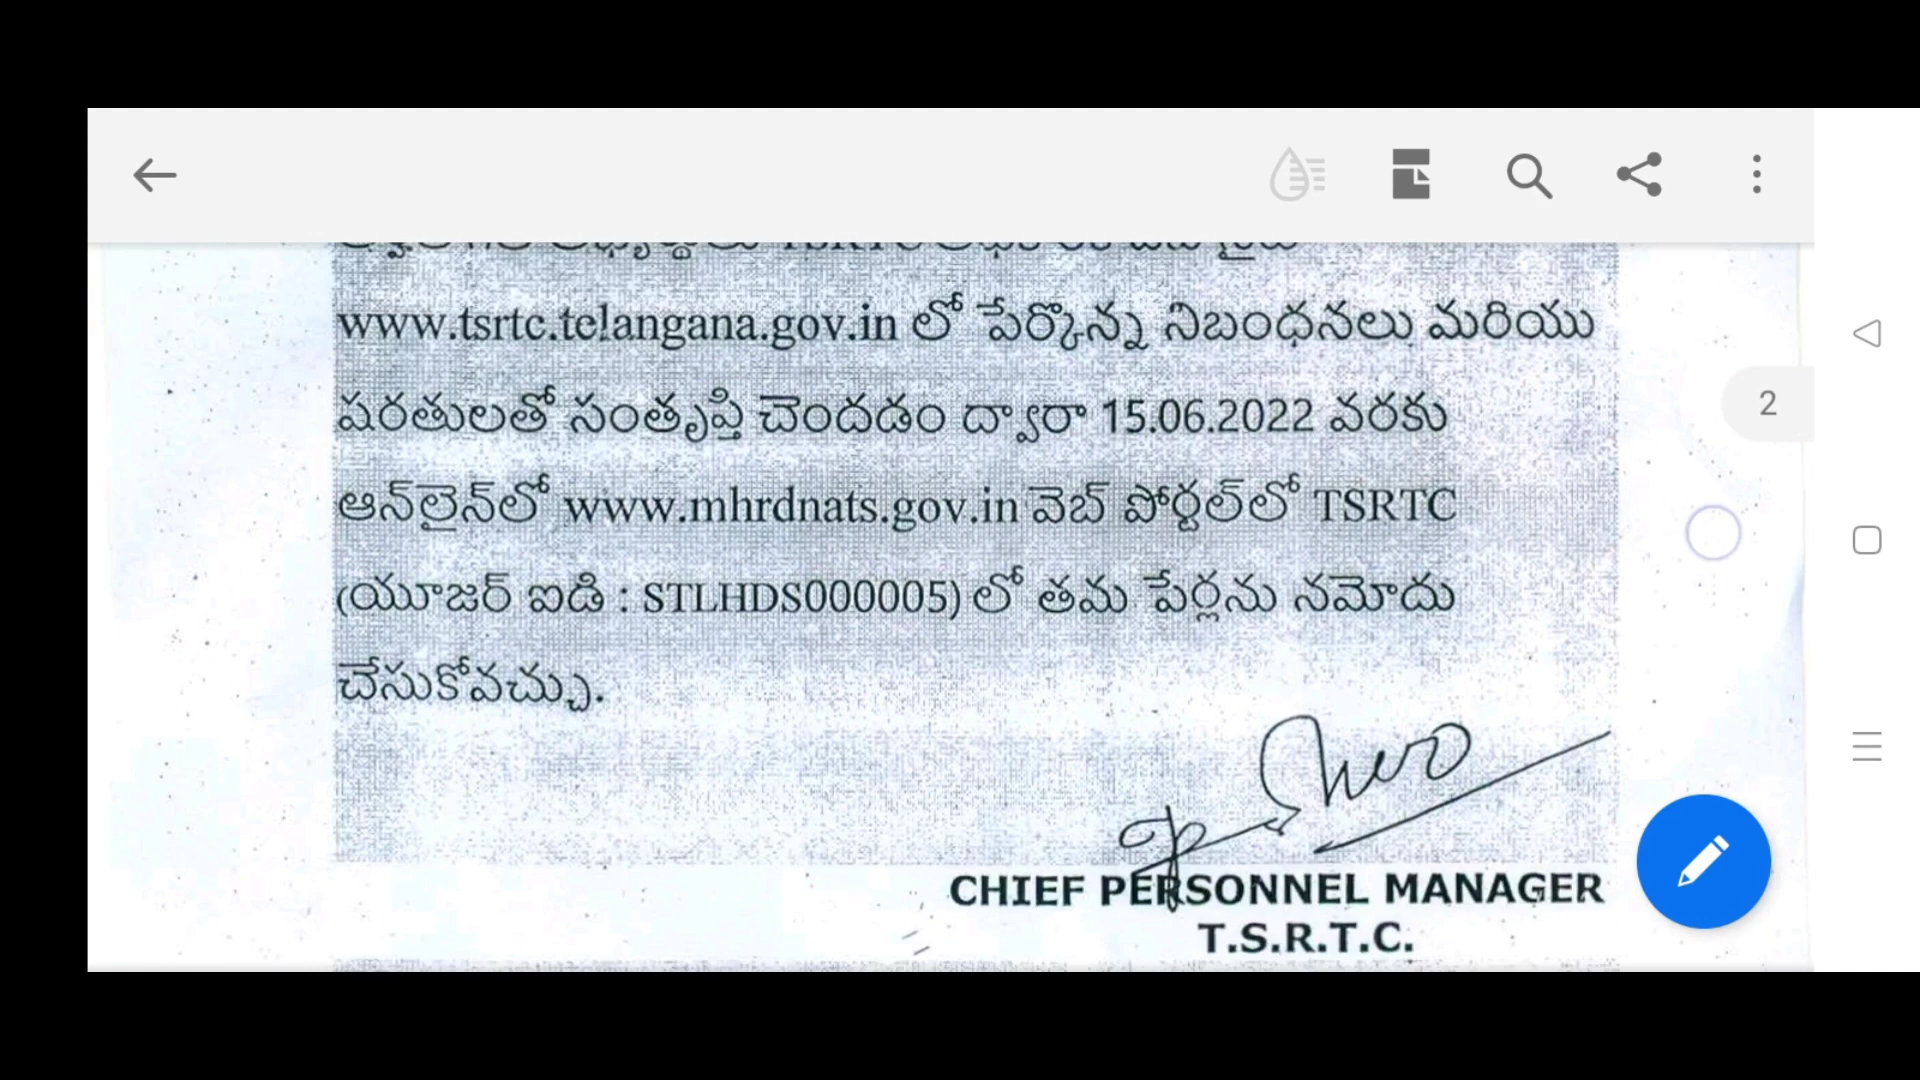 TSRTC
www.tsrtc.telangana.gov.in లో పేర్కొన్న నిబంధనలు మరియు
షరతులతో సంతృప్తి చెందడం ద్వారా 15.06.2022 వరకు
ఆన్‌లైన్‌లో www.mhrdnats.gov.in వెబ్ పోర్టల్‌లో TSRTC
(యూజర్ ఐడి : STLHDS000005) లో తమ పేర్లను నమోదు
చేసుకోవచ్చు.
CHIEF PERSONNEL MANAGER
T.S.R.T.C.
2